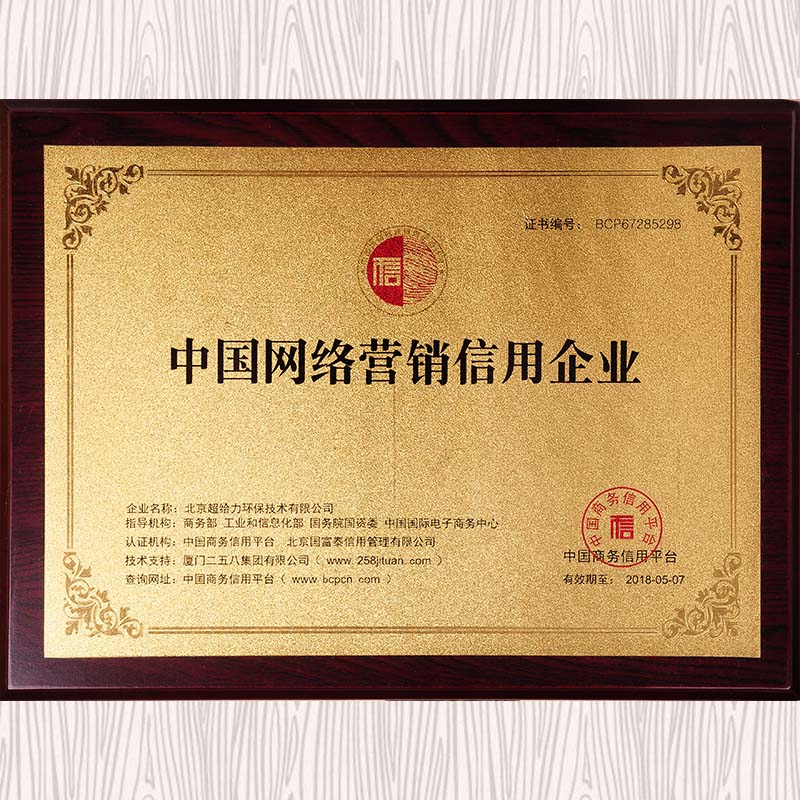 证书编号： BCP67285298
信
中国网络营销信用企业
企业名称：北京超给力环保技术有限公司
指导机构：商务部 工业和信息化部 国务院国资委 中国国际电子商务中心
认证机构：中国商务信用平台 北京国富泰信用管理有限公司
技术支持：厦门二五八集团有限公司（ www.258jituan.com ）
查询网址：中国商务信用平台（ www.bcpcn.com ）
中国商务信用平台
信
中国商务信用平台
有效期至： 2018-05-07